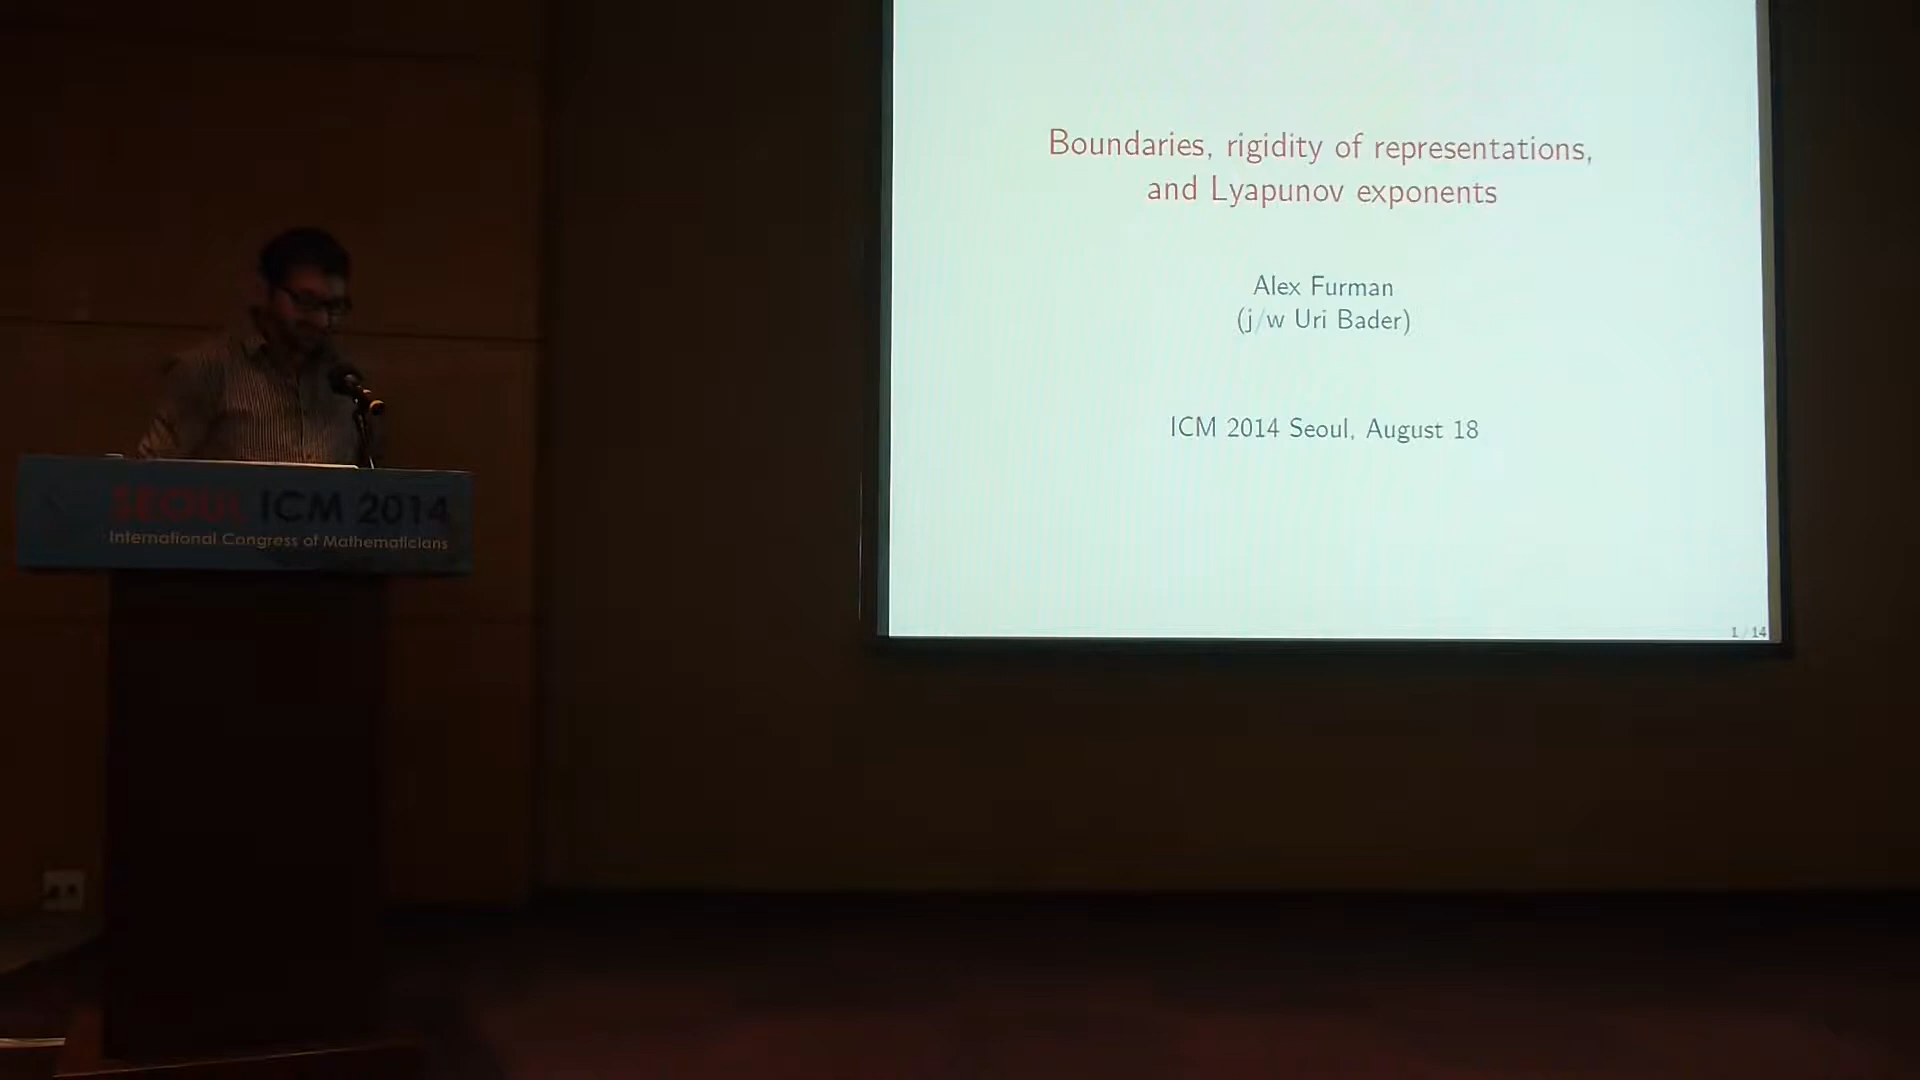 Boundaries, rigidity of representations,
and Lyapunov exponents
Alex Furman
(j/w Uri Bader)
ICM 2014 Seoul, August 18
1 / 14
SEOUL ICM 2014
International Congress of Mathematicians